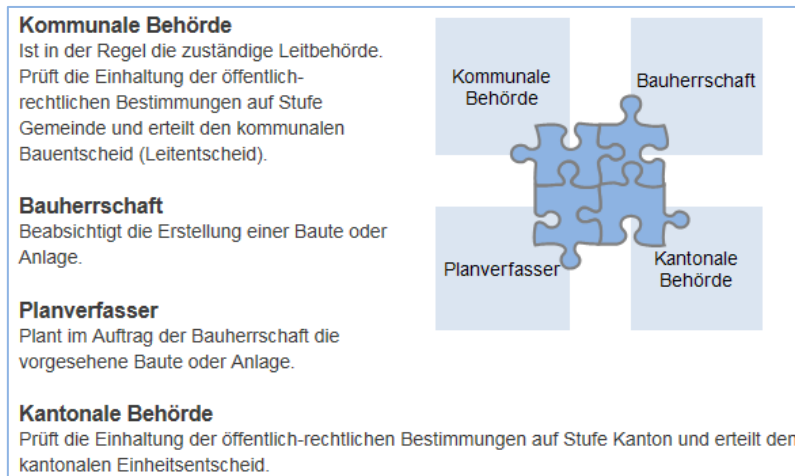 Kommunale Behörde
Ist in der Regel die zuständige Leitbehörde.
Prüft die Einhaltung der öffentlich-
rechtlichen Bestimmungen auf Stufe
Gemeinde und erteilt den kommunalen
Bauentscheid (Leitentscheid).
Bauherrschaft
Beabsichtigt die Erstellung einer Baute oder
Anlage.
Planverfasser
Plant im Auftrag der Bauherrschaft die
vorgesehene Baute oder Anlage.
Kantonale Behörde
Prüft die Einhaltung der öffentlich-rechtlichen Bestimmungen auf Stufe Kanton und erteilt den
kantonalen Einheitsentscheid.
Kommunale
Behörde
Bauherrschaft
Planverfasser
Kantonale
Behörde